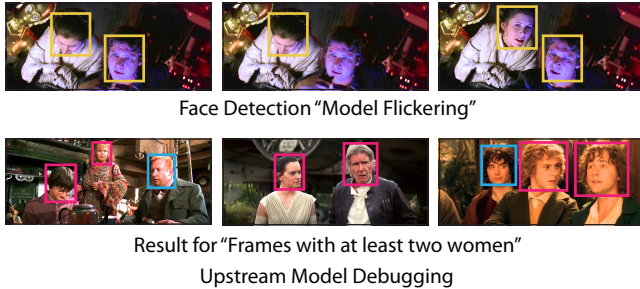 Face Detection “Model Flickering”
Result for “Frames with at least two women”
Upstream Model Debugging